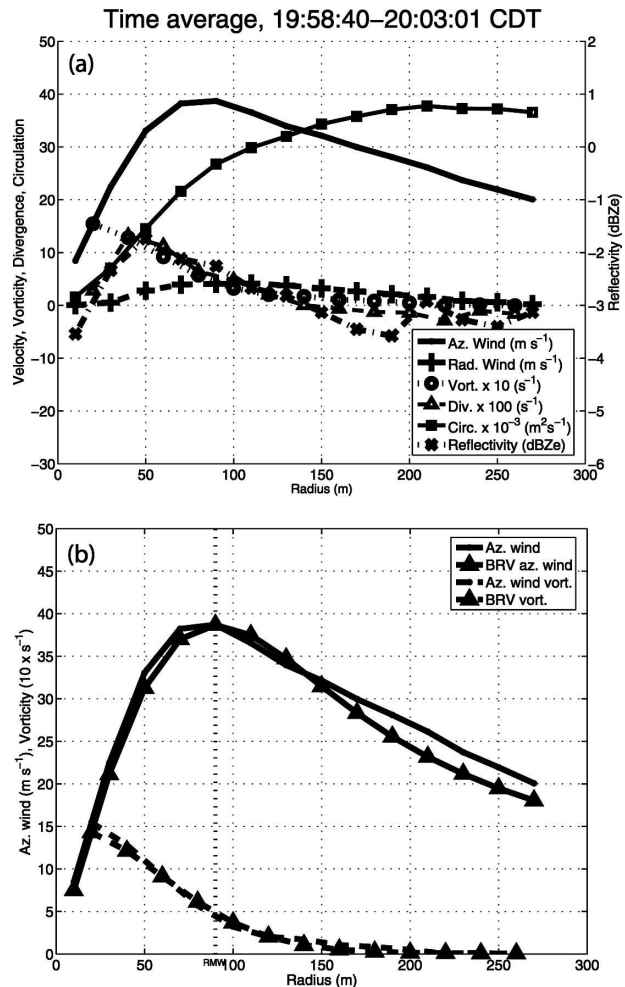 Time average, 19:58:40–20:03:01 CDT
(a)
Velocity, Vorticity, Divergence, Circulation
50
40
30
20
10
0
−10
−20
−30
2
1
0
−1
−2
−3
−4
−5
−6
Reflectivity (dBZe)
Az. Wind (m s⁻¹)
Rad. Wind (m s⁻¹)
Vort. x 10 (s⁻¹)
Div. x 100 (s⁻¹)
Circ. x 10⁻³ (m²s⁻¹)
Reflectivity (dBZe)
0 50 100 150 200 250 300
Radius (m)
(b)
Az. wind (m s⁻¹), Vorticity (10 x s⁻¹)
50
45
40
35
30
25
20
15
10
5
0
Az. wind
BRV az. wind
Az. wind vort.
BRV vort.
0 50 RMW 100 150 200 250 300
Radius (m)